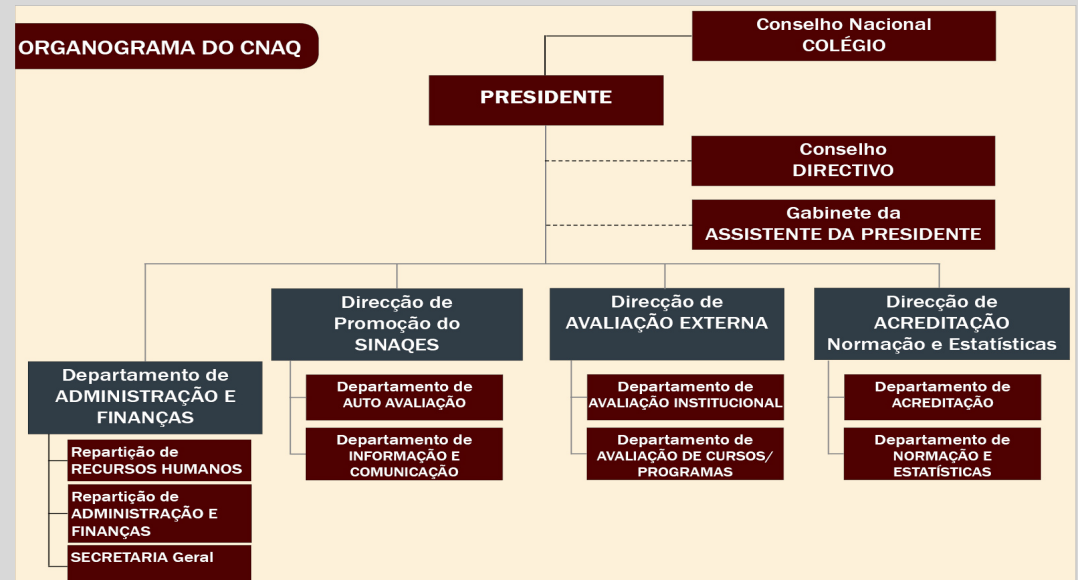 ORGANOGRAMA DO CNAQ
Conselho Nacional
COLÉGIO
PRESIDENTE
Conselho
DIRECTIVO
Gabinete da
ASSISTENTE DA PRESIDENTE
Departamento de
ADMINISTRAÇÃO E
FINANÇAS
Repartição de
RECURSOS HUMANOS
Repartição de
ADMINISTRAÇÃO E
FINANÇAS
SECRETARIA Geral
Direcção de
Promoção do
SINAQES
Departamento de
AUTO AVALIAÇÃO
Departamento de
INFORMAÇÃO E
COMUNICAÇÃO
Direcção de
AVALIAÇÃO EXTERNA
Departamento de
AVALIAÇÃO INSTITUCIONAL
Departamento de
AVALIAÇÃO DE CURSOS/
PROGRAMAS
Direcção de
ACREDITAÇÃO
Normação e Estatísticas
Departamento de
ACREDITAÇÃO
Departamento de
NORMAÇÃO E
ESTATÍSTICAS